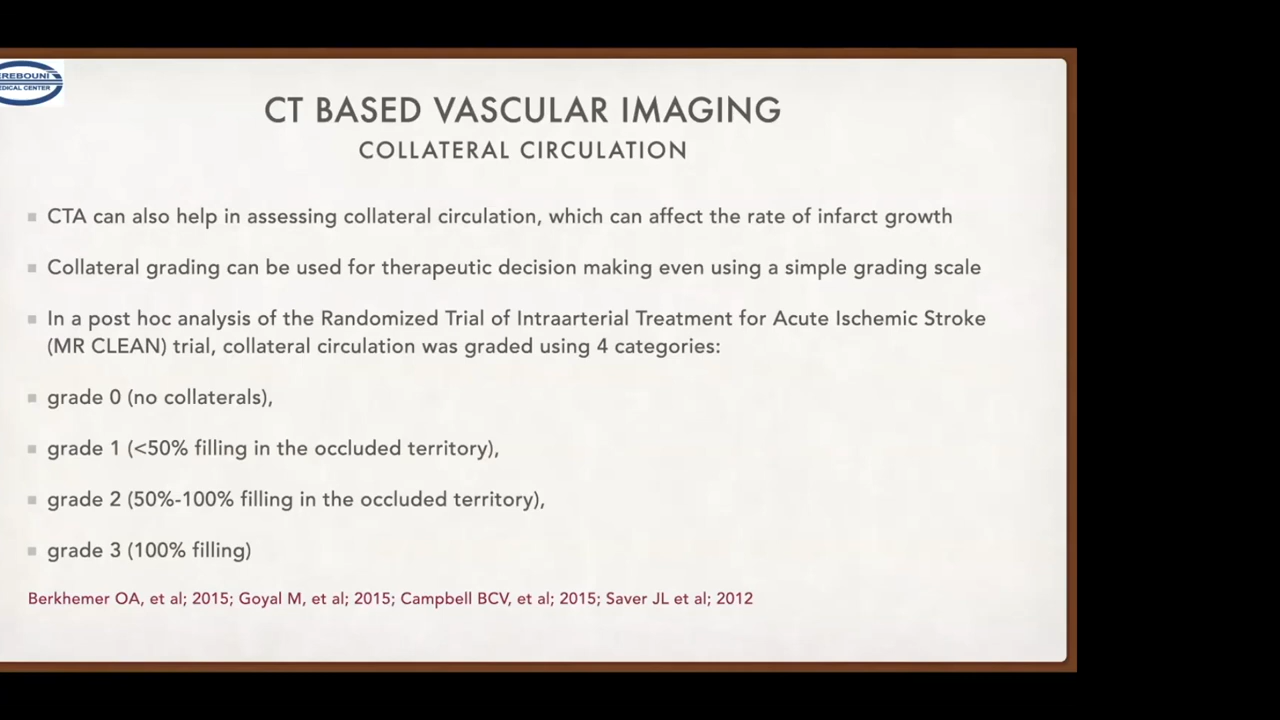 EREBOUNI
EDICAL CENTER
CT BASED VASCULAR IMAGING
COLLATERAL CIRCULATION
CTA can also help in assessing collateral circulation, which can affect the rate of infarct growth
Collateral grading can be used for therapeutic decision making even using a simple grading scale
In a post hoc analysis of the Randomized Trial of Intraarterial Treatment for Acute Ischemic Stroke
(MR CLEAN) trial, collateral circulation was graded using 4 categories:
grade 0 (no collaterals),
grade 1 (<50% filling in the occluded territory),
grade 2 (50%-100% filling in the occluded territory),
grade 3 (100% filling)
Berkhemer OA, et al; 2015; Goyal M, et al; 2015; Campbell BCV, et al; 2015; Saver JL et al; 2012